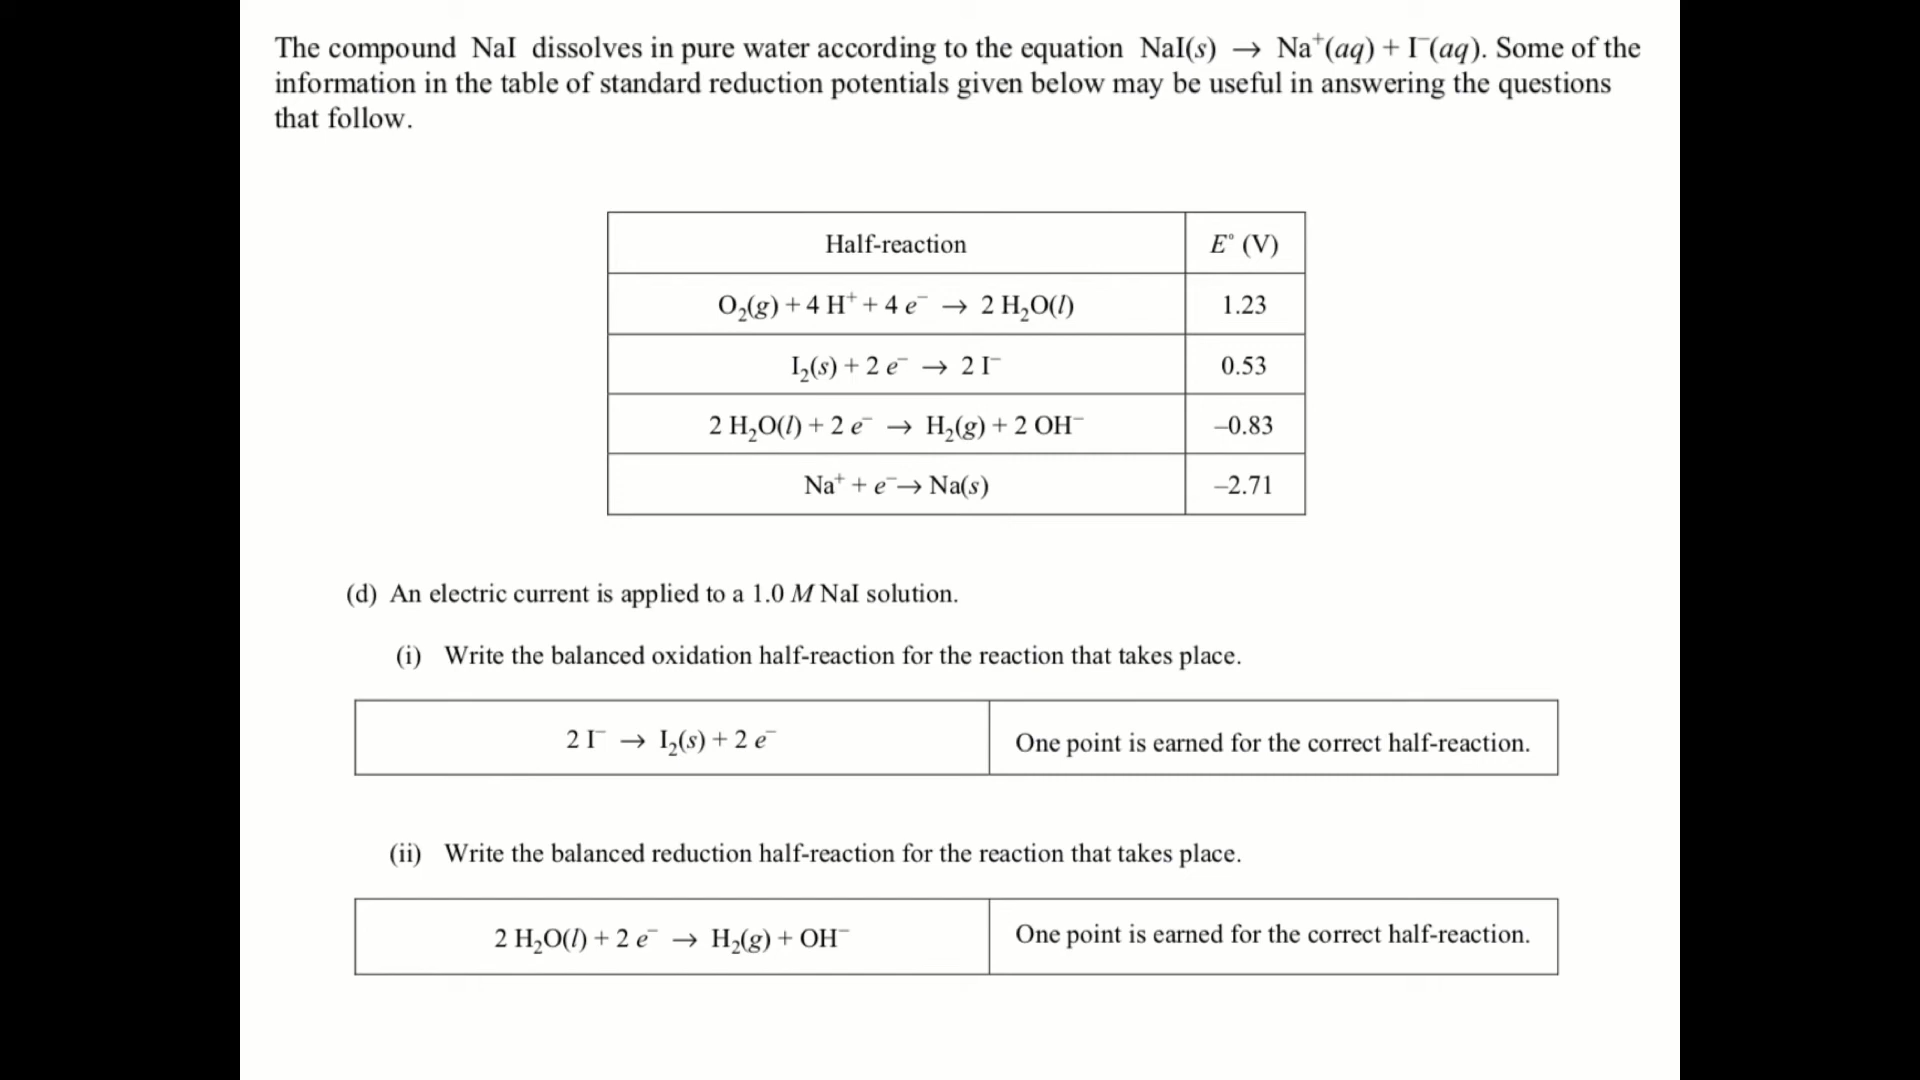 The compound NaI dissolves in pure water according to the equation NaI(s) → Na⁺(aq) + I⁻(aq). Some of the
information in the table of standard reduction potentials given below may be useful in answering the questions
that follow.
Half-reaction E° (V)
O₂(g) + 4 H⁺ + 4 e⁻ → 2 H₂O(l) 1.23
I₂(s) + 2 e⁻ → 2 I⁻ 0.53
2 H₂O(l) + 2 e⁻ → H₂(g) + 2 OH⁻ –0.83
Na⁺ + e⁻→ Na(s) –2.71
(d) An electric current is applied to a 1.0 M NaI solution.
(i) Write the balanced oxidation half-reaction for the reaction that takes place.
2 I⁻ → I₂(s) + 2 e⁻ One point is earned for the correct half-reaction.
(ii) Write the balanced reduction half-reaction for the reaction that takes place.
2 H₂O(l) + 2 e⁻ → H₂(g) + OH⁻ One point is earned for the correct half-reaction.